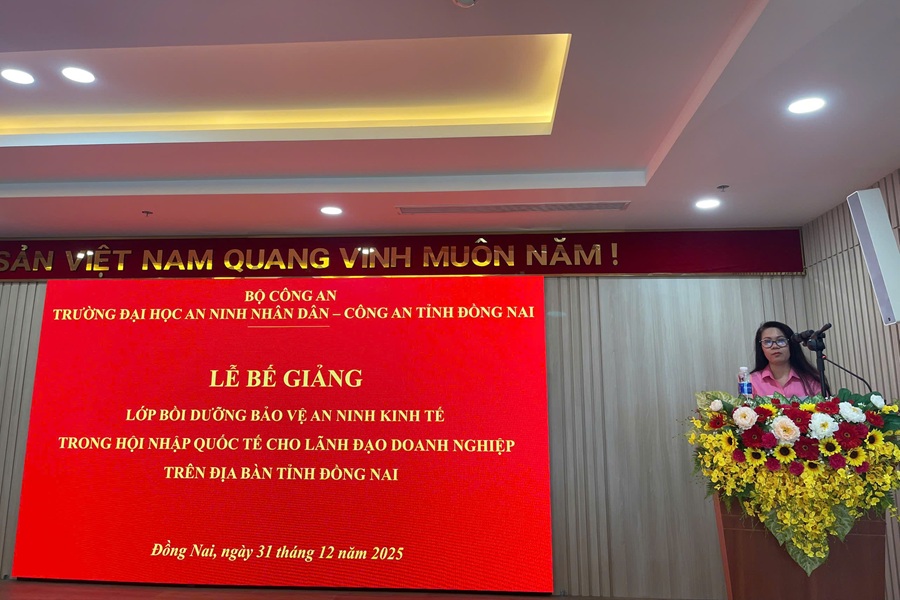 SẢN VIỆT NAM QUANG VINH MUÔN NĂM !
BỘ CÔNG AN
TRƯỜNG ĐẠI HỌC AN NINH NHÂN DÂN – CÔNG AN TỈNH ĐỒNG NAI
LỄ BẾ GIẢNG
LỚP BỒI DƯỠNG BẢO VỆ AN NINH KINH TẾ
TRONG HỘI NHẬP QUỐC TẾ CHO LÃNH ĐẠO DOANH NGHIỆP
TRÊN ĐỊA BÀN TỈNH ĐỒNG NAI
Đồng Nai, ngày 31 tháng 12 năm 2025